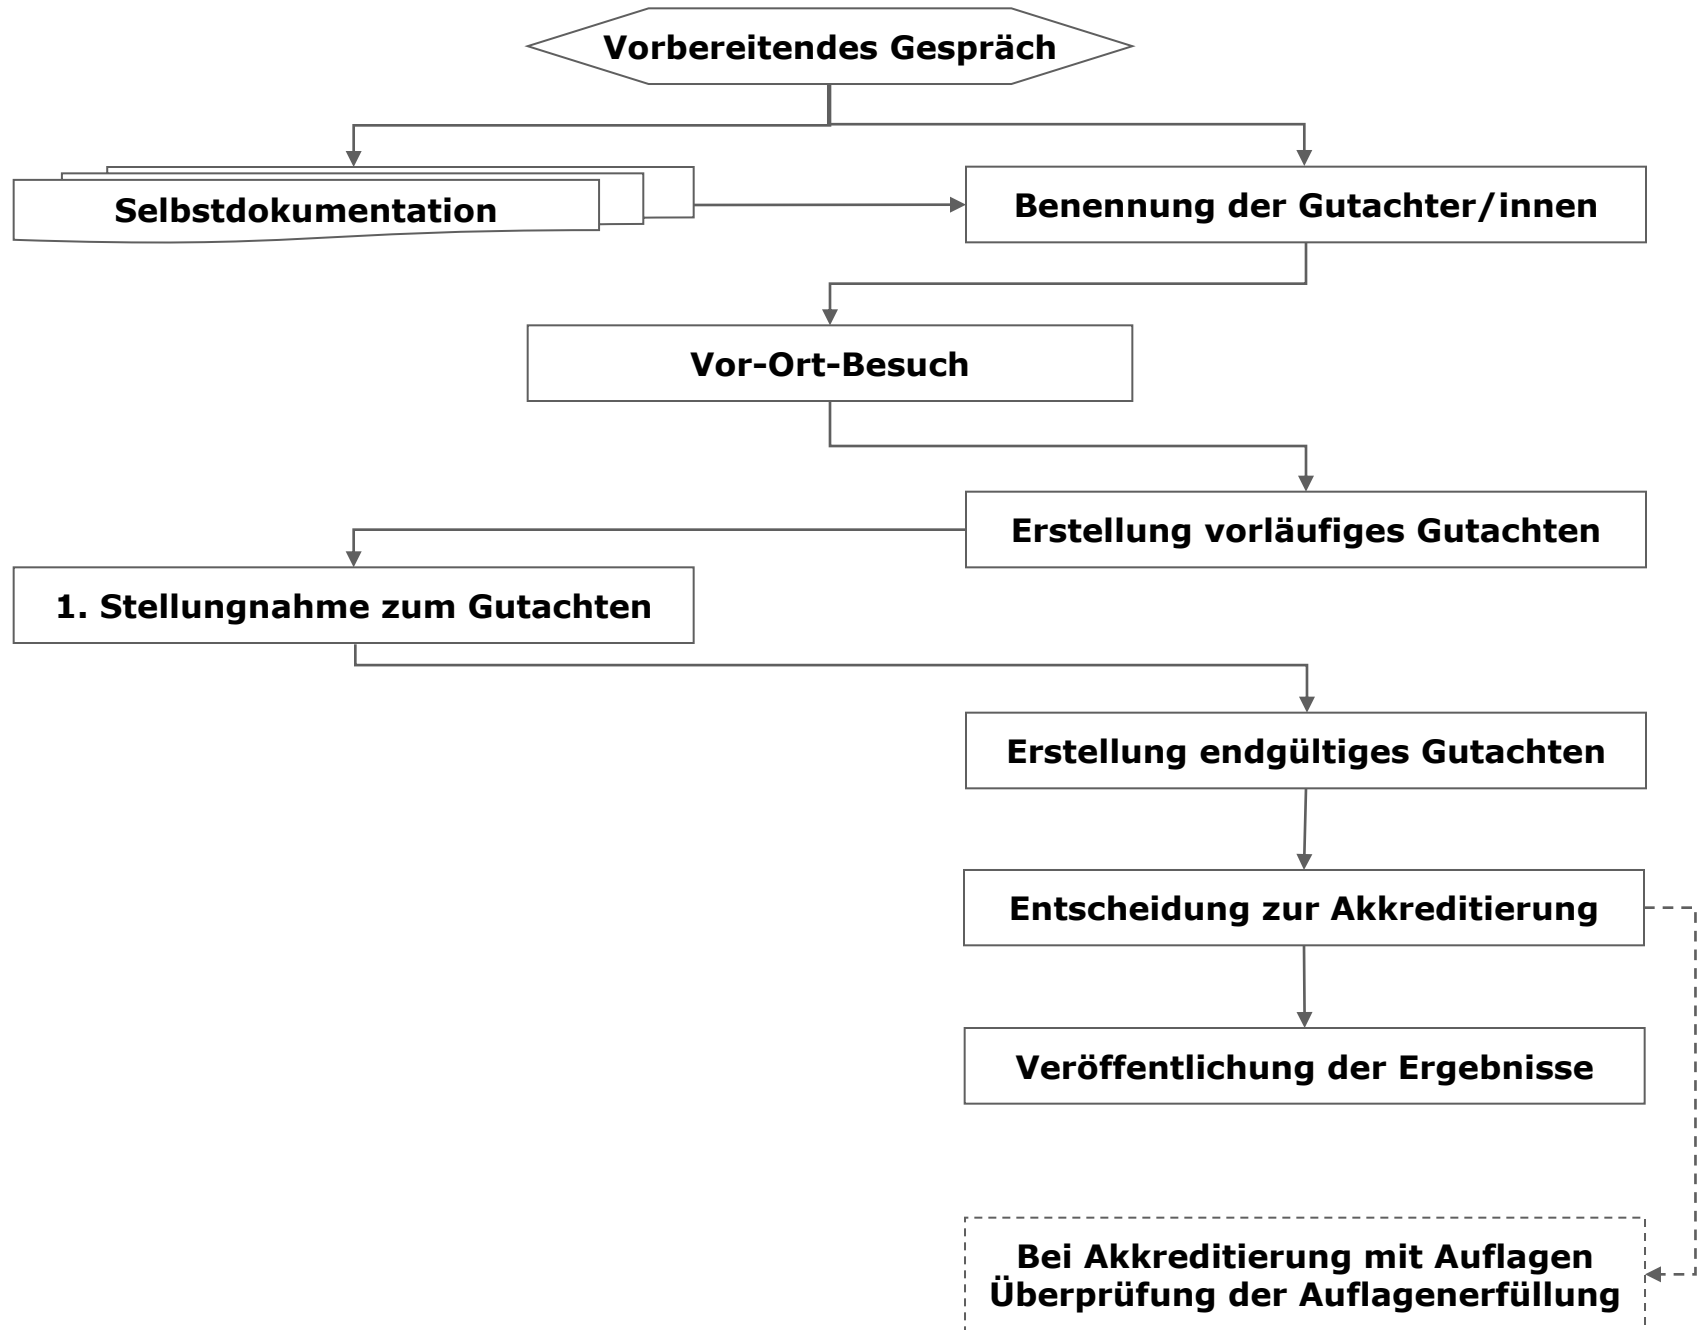 Vorbereitendes Gespräch
Selbstdokumentation
Benennung der Gutachter/innen
Vor-Ort-Besuch
Erstellung vorläufiges Gutachten
1. Stellungnahme zum Gutachten
Erstellung endgültiges Gutachten
Entscheidung zur Akkreditierung
Veröffentlichung der Ergebnisse
Bei Akkreditierung mit Auflagen
Überprüfung der Auflagenerfüllung